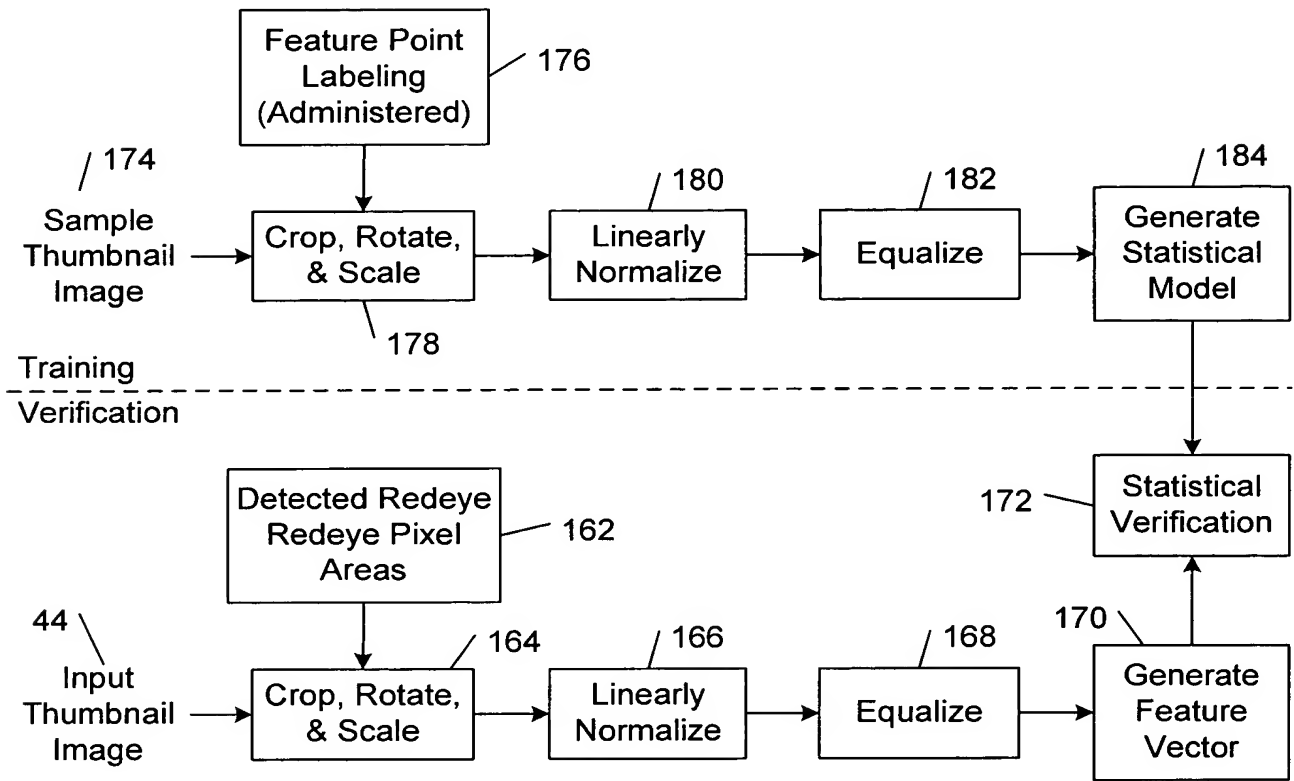 Feature Point
Labeling
(Administered)
176
174
Sample
Thumbnail
Image
Crop, Rotate,
& Scale
178
180
Linearly
Normalize
182
Equalize
184
Generate
Statistical
Model
Training
Verification
Detected Redeye
Redeye Pixel
Areas
162
172
Statistical
Verification
44
Input
Thumbnail
Image
164
Crop, Rotate,
& Scale
166
Linearly
Normalize
168
Equalize
170
Generate
Feature
Vector